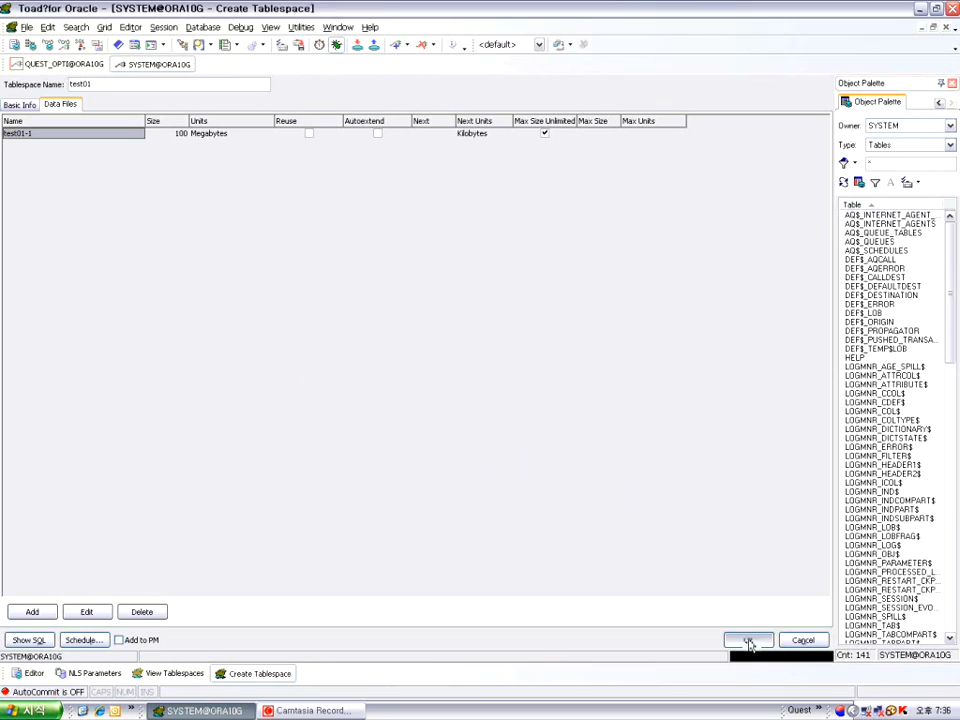 Toad?for Oracle - [SYSTEM@ORA10G - Create Tablespace]
File Edit Search Grid Editor Session Database Debug View Utilities Window Help
<default>
QUEST_OPTI@ORA10G SYSTEM@ORA10G
Tablespace Name: test01
Basic Info Data Files
Name Size Units Reuse Autoextend Next Next Units Max Size Unlimited Max Size Max Units
test01-1 100 Megabytes Kilobytes
Add Edit Delete
Show SQL Schedule... Add to PM Cancel
SYSTEM@ORA10G
Editor NLS Parameters View Tablespaces Create Tablespace
AutoCommit is OFF CAPS NUM INS
Object Palette
Object Palette
Owner: SYSTEM
Type: Tables
*
Table
AQ$_INTERNET_AGENT_
AQ$_INTERNET_AGENTS
AQ$_QUEUE_TABLES
AQ$_QUEUES
AQ$_SCHEDULES
DEF$_AQCALL
DEF$_AQERROR
DEF$_CALLDEST
DEF$_DEFAULTDEST
DEF$_DESTINATION
DEF$_ERROR
DEF$_LOB
DEF$_ORIGIN
DEF$_PROPAGATOR
DEF$_PUSHED_TRANSA...
DEF$_TEMP$LOB
HELP
LOGMNR_AGE_SPILL$
LOGMNR_ATTRCOL$
LOGMNR_ATTRIBUTE$
LOGMNR_CCOL$
LOGMNR_CDEF$
LOGMNR_COL$
LOGMNR_COLTYPE$
LOGMNR_DICTIONARY$
LOGMNR_DICTSTATE$
LOGMNR_ERROR$
LOGMNR_FILTER$
LOGMNR_HEADER1$
LOGMNR_HEADER2$
LOGMNR_ICOL$
LOGMNR_IND$
LOGMNR_INDCOMPART$
LOGMNR_INDPART$
LOGMNR_INDSUBPART$
LOGMNR_LOB$
LOGMNR_LOBFRAG$
LOGMNR_LOG$
LOGMNR_OBJ$
LOGMNR_PARAMETER$
LOGMNR_PROCESSED_L...
LOGMNR_RESTART_CKP...
LOGMNR_RESTART_CKP...
LOGMNR_SESSION$
LOGMNR_SESSION_EVO...
LOGMNR_SPILL$
LOGMNR_TAB$
LOGMNR_TABCOMPART$
Cnt: 141 SYSTEM@ORA10G
시작 SYSTEM@ORA10G Camtasia Record... Quest 오후 7:36